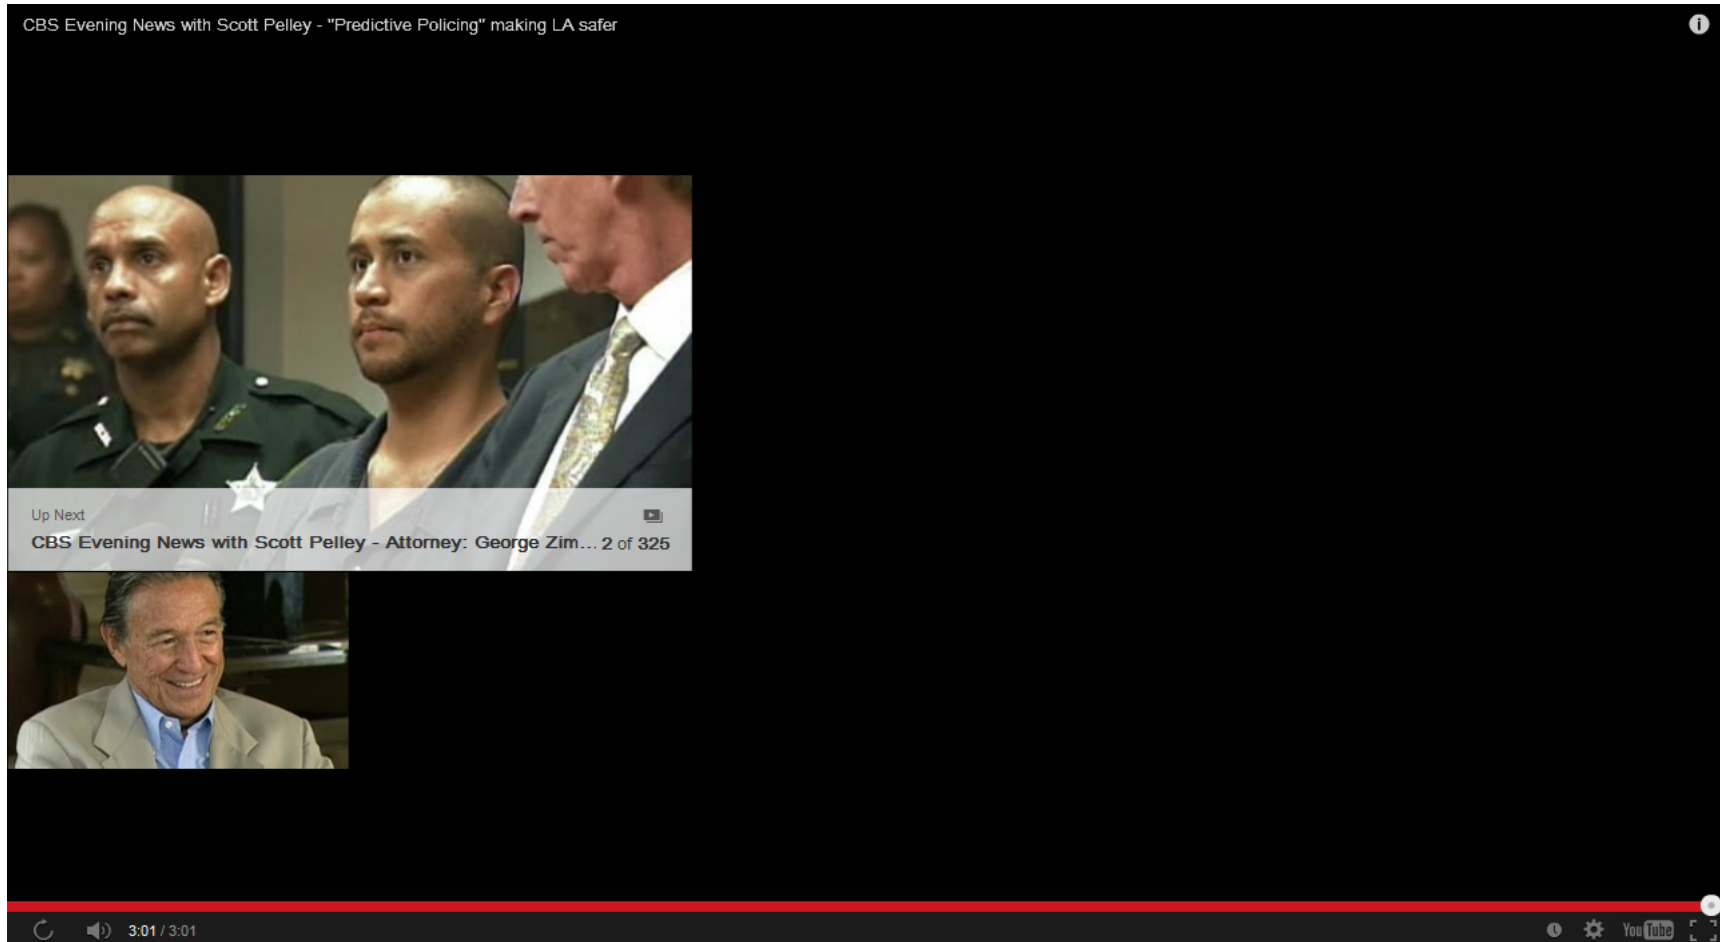 CBS Evening News with Scott Pelley - "Predictive Policing" making LA safer
Up Next
CBS Evening News with Scott Pelley - Attorney: George Zim... 2 of 325
3:01 / 3:01
YouTube